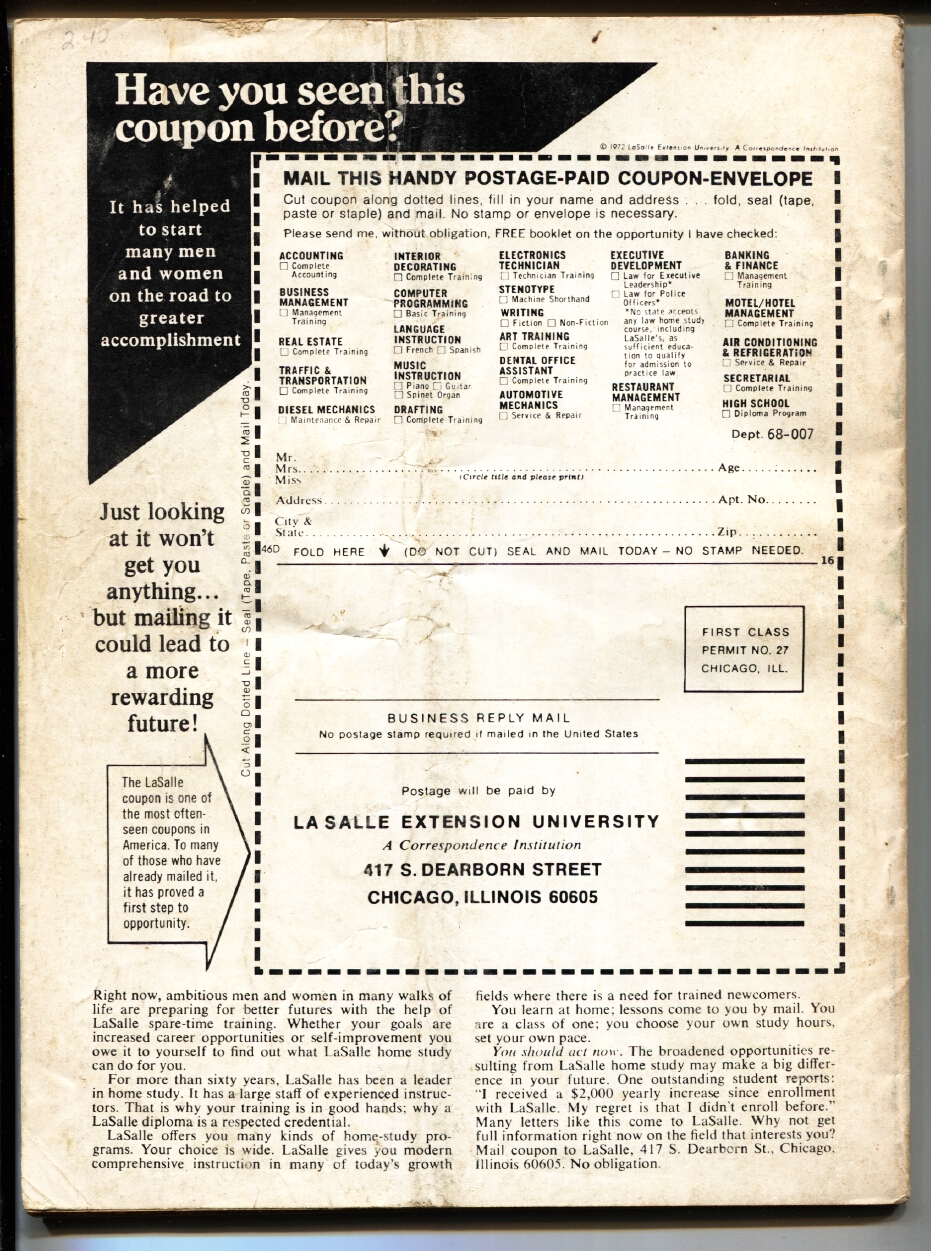 2.40
Have you seen this
coupon before?
© 1972 LaSalle Extension University A Correspondence Institution
It has helped
to start
many men
and women
on the road to
greater
accomplishment
MAIL THIS HANDY POSTAGE-PAID COUPON-ENVELOPE
Cut coupon along dotted lines, fill in your name and address . . . fold, seal (tape,
paste or staple) and mail. No stamp or envelope is necessary.
Please send me, without obligation, FREE booklet on the opportunity I have checked:
ACCOUNTING
☐ Complete
Accounting
BUSINESS
MANAGEMENT
☐ Management
Training
REAL ESTATE
☐ Complete Training
TRAFFIC &
TRANSPORTATION
☐ Complete Training
DIESEL MECHANICS
☐ Maintenance & Repair
INTERIOR
DECORATING
☐ Complete Training
COMPUTER
PROGRAMMING
☐ Basic Training
LANGUAGE
INSTRUCTION
☐ French ☐ Spanish
MUSIC
INSTRUCTION
☐ Piano ☐ Guitar
☐ Spinet Organ
DRAFTING
☐ Complete Training
ELECTRONICS
TECHNICIAN
☐ Technician Training
STENOTYPE
☐ Machine Shorthand
WRITING
☐ Fiction ☐ Non-Fiction
ART TRAINING
☐ Complete Training
DENTAL OFFICE
ASSISTANT
☐ Complete Training
AUTOMOTIVE
MECHANICS
☐ Service & Repair
EXECUTIVE
DEVELOPMENT
☐ Law for Executive
Leadership*
☐ Law for Police
Officers*
*No state accepts
any law home study
course, including
LaSalle's, as
sufficient educa-
tion to qualify
for admission to
practice law.
RESTAURANT
MANAGEMENT
☐ Management
Training
BANKING
& FINANCE
☐ Management
Training
MOTEL/HOTEL
MANAGEMENT
☐ Complete Training
AIR CONDITIONING
& REFRIGERATION
☐ Service & Repair
SECRETARIAL
☐ Complete Training
HIGH SCHOOL
☐ Diploma Program
Dept. 68-007
Mr.
Mrs. Age
Miss (Circle title and please print)
Address Apt. No.
City &
State Zip
46D FOLD HERE ↓ (DO NOT CUT) SEAL AND MAIL TODAY — NO STAMP NEEDED.
16
Cut Along Dotted Line — Seal (Tape, Paste or Staple) and Mail Today.
Just looking
at it won't
get you
anything...
but mailing it
could lead to
a more
rewarding
future!
FIRST CLASS
PERMIT NO. 27
CHICAGO, ILL.
BUSINESS REPLY MAIL
No postage stamp required if mailed in the United States
Postage will be paid by
LA SALLE EXTENSION UNIVERSITY
A Correspondence Institution
417 S. DEARBORN STREET
CHICAGO, ILLINOIS 60605
The LaSalle
coupon is one of
the most often-
seen coupons in
America. To many
of those who have
already mailed it,
it has proved a
first step to
opportunity.
Right now, ambitious men and women in many walks of
life are preparing for better futures with the help of
LaSalle spare-time training. Whether your goals are
increased career opportunities or self-improvement you
owe it to yourself to find out what LaSalle home study
can do for you.
For more than sixty years, LaSalle has been a leader
in home study. It has a large staff of experienced instruc-
tors. That is why your training is in good hands; why a
LaSalle diploma is a respected credential.
LaSalle offers you many kinds of home-study pro-
grams. Your choice is wide. LaSalle gives you modern
comprehensive instruction in many of today's growth
fields where there is a need for trained newcomers.
You learn at home; lessons come to you by mail. You
are a class of one; you choose your own study hours,
set your own pace.
You should act now. The broadened opportunities re-
sulting from LaSalle home study may make a big differ-
ence in your future. One outstanding student reports:
"I received a $2,000 yearly increase since enrollment
with LaSalle. My regret is that I didn't enroll before."
Many letters like this come to LaSalle. Why not get
full information right now on the field that interests you?
Mail coupon to LaSalle, 417 S. Dearborn St., Chicago,
Illinois 60605. No obligation.